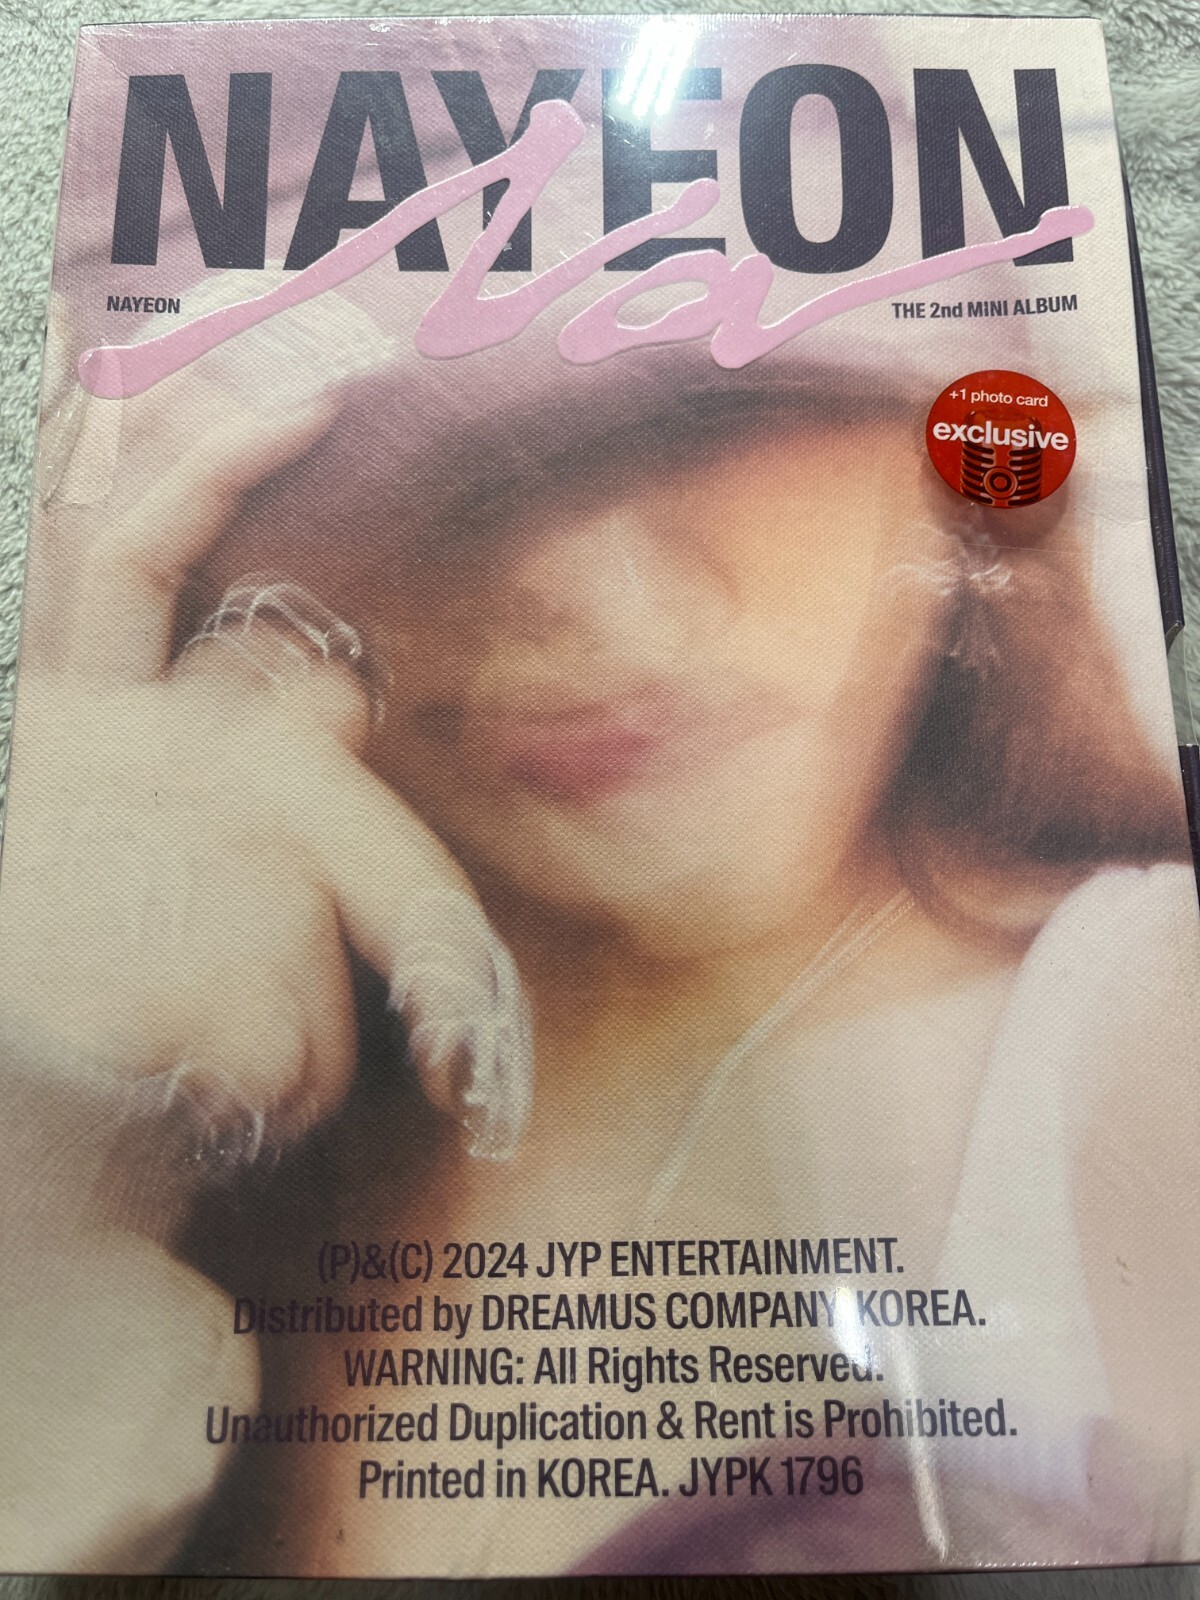 NAYEON
Na
NAYEON
THE 2nd MINI ALBUM
+1 photo card
exclusive
(P)&(C) 2024 JYP ENTERTAINMENT.
Distributed by DREAMUS COMPANY, KOREA.
WARNING: All Rights Reserved.
Unauthorized Duplication & Rent is Prohibited.
Printed in KOREA. JYPK 1796